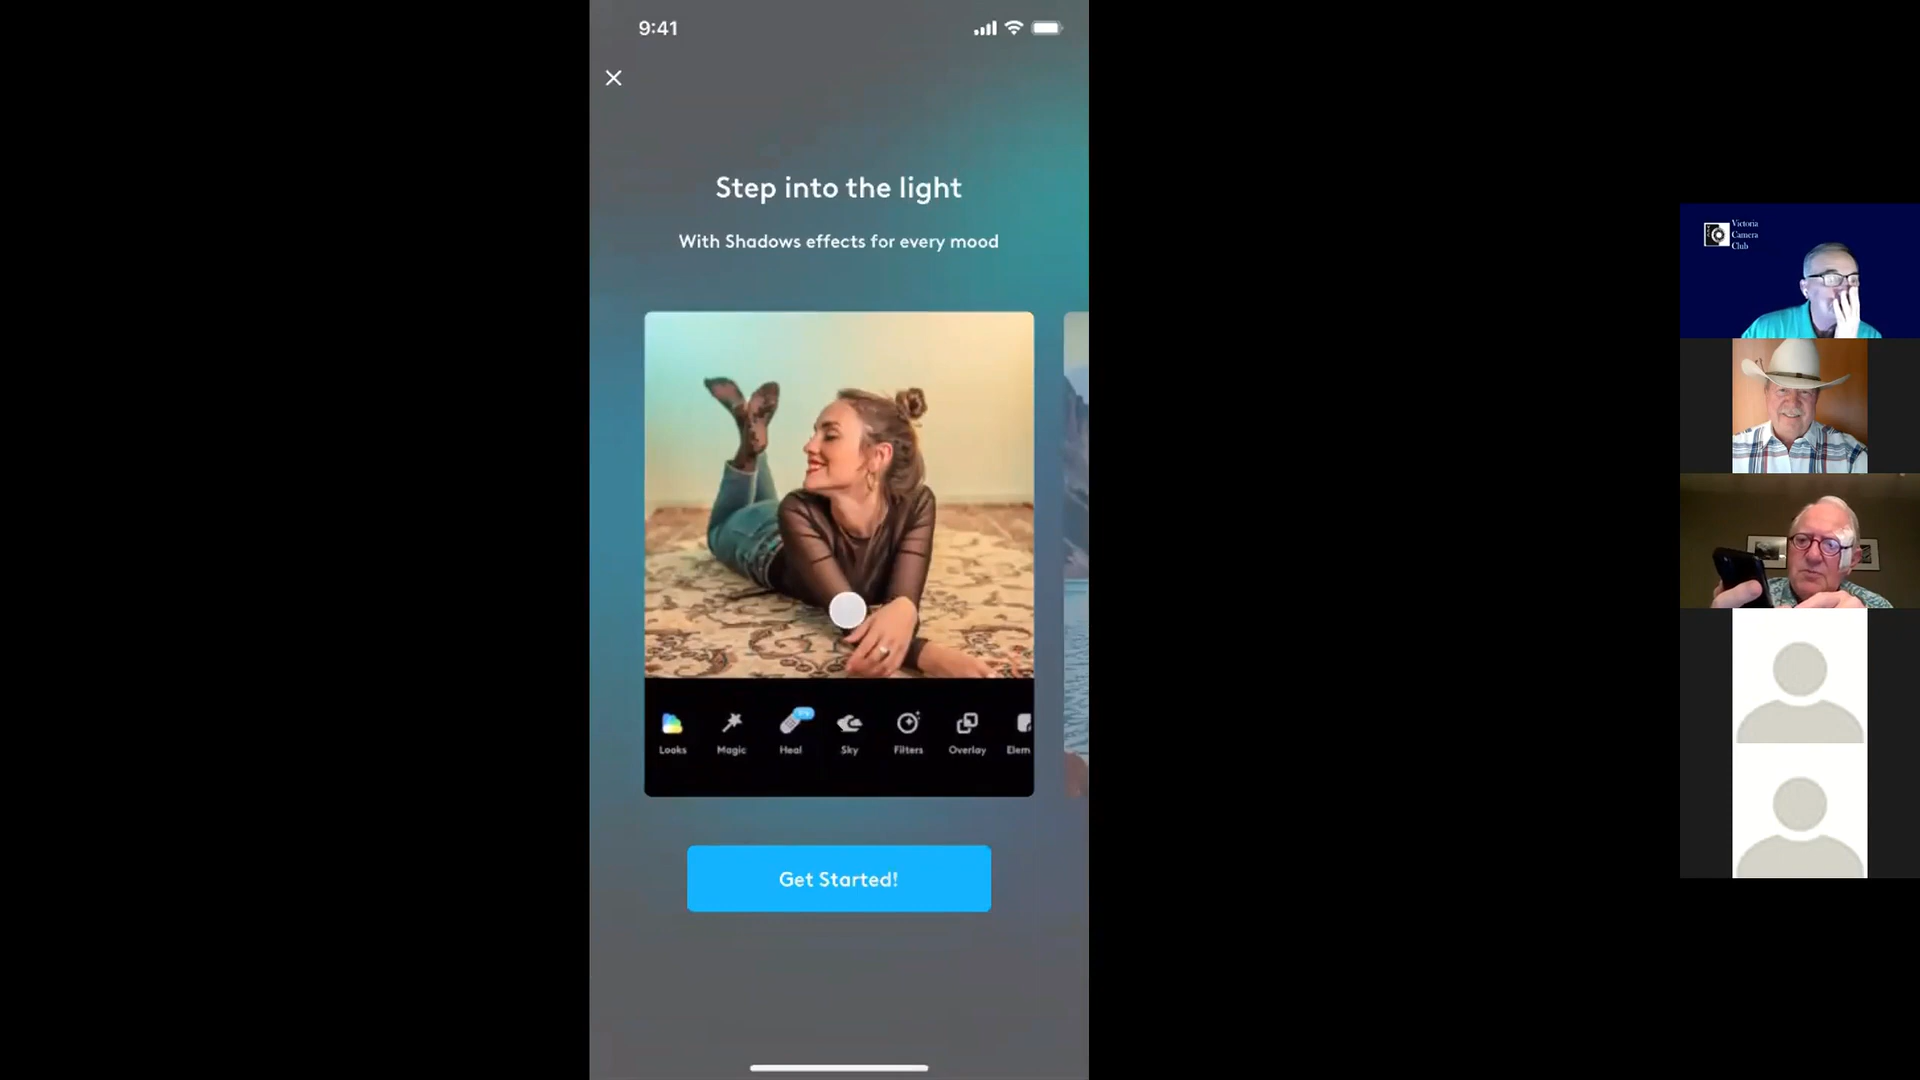 9:41
Step into the light
With Shadows effects for every mood
Looks
Magic
Heal
Sky
Filters
Overlay
Elem
Get Started!
Victoria
Camera
Club